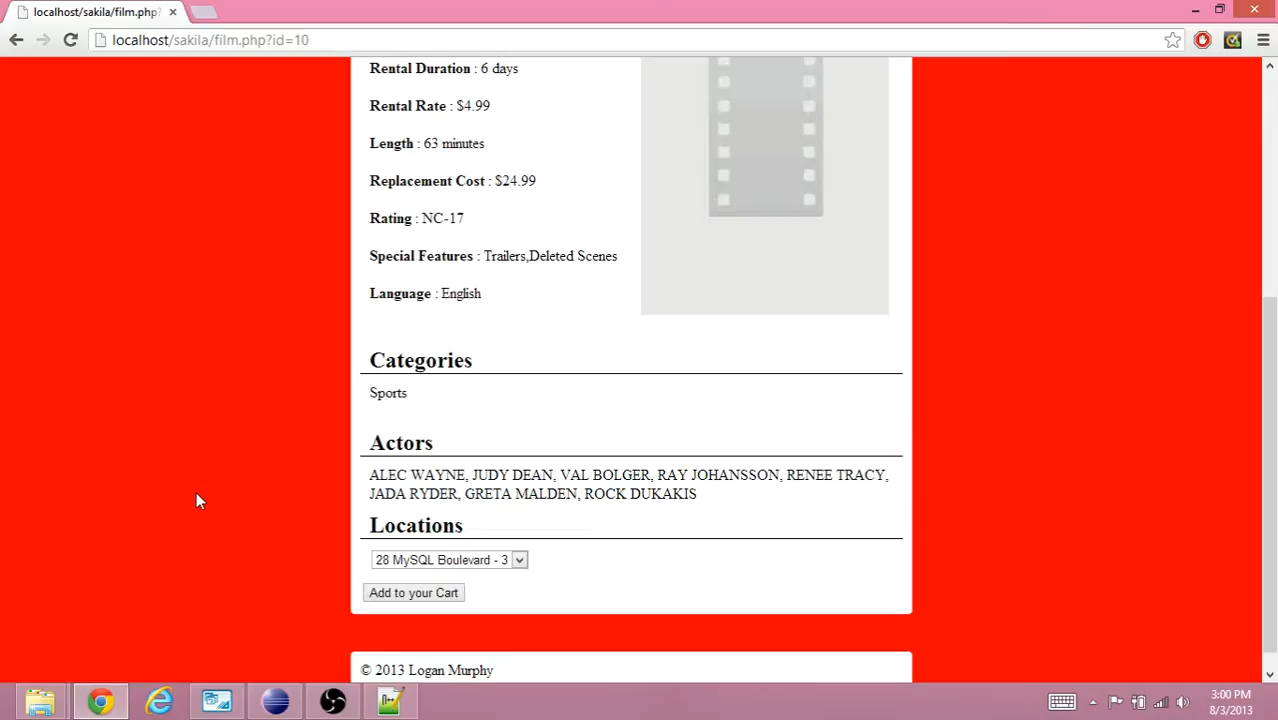 localhost/sakila/film.php?
localhost/sakila/film.php?id=10
Rental Duration : 6 days
Rental Rate : $4.99
Length : 63 minutes
Replacement Cost : $24.99
Rating : NC-17
Special Features : Trailers,Deleted Scenes
Language : English
Categories
Sports
Actors
ALEC WAYNE, JUDY DEAN, VAL BOLGER, RAY JOHANSSON, RENEE TRACY,
JADA RYDER, GRETA MALDEN, ROCK DUKAKIS
Locations
28 MySQL Boulevard - 3
Add to your Cart
© 2013 Logan Murphy
3:00 PM
8/3/2013